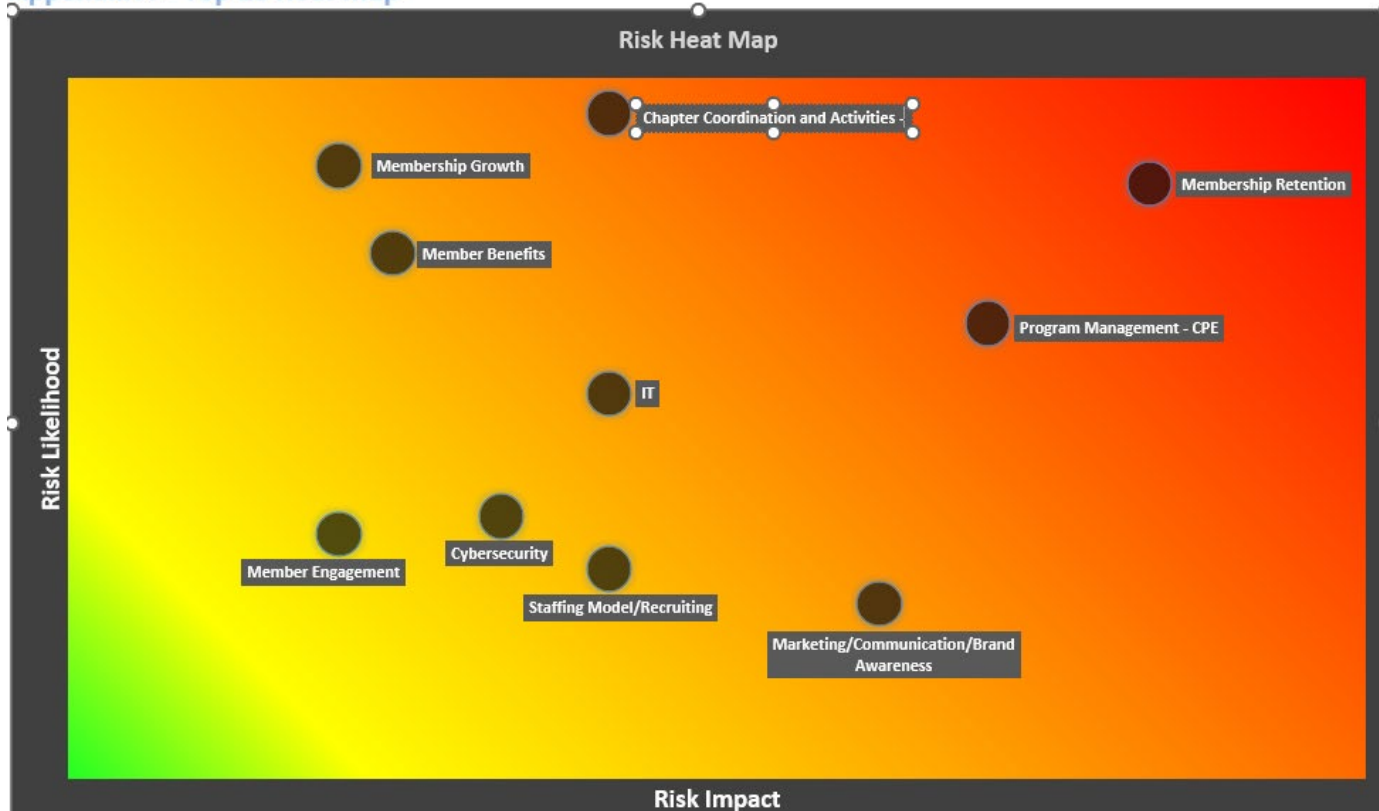 Risk Heat Map
Chapter Coordination and Activities -
Membership Growth
Membership Retention
Member Benefits
Program Management - CPE
IT
Risk Likelihood
Cybersecurity
Member Engagement
Staffing Model/Recruiting
Marketing/Communication/Brand
Awareness
Risk Impact